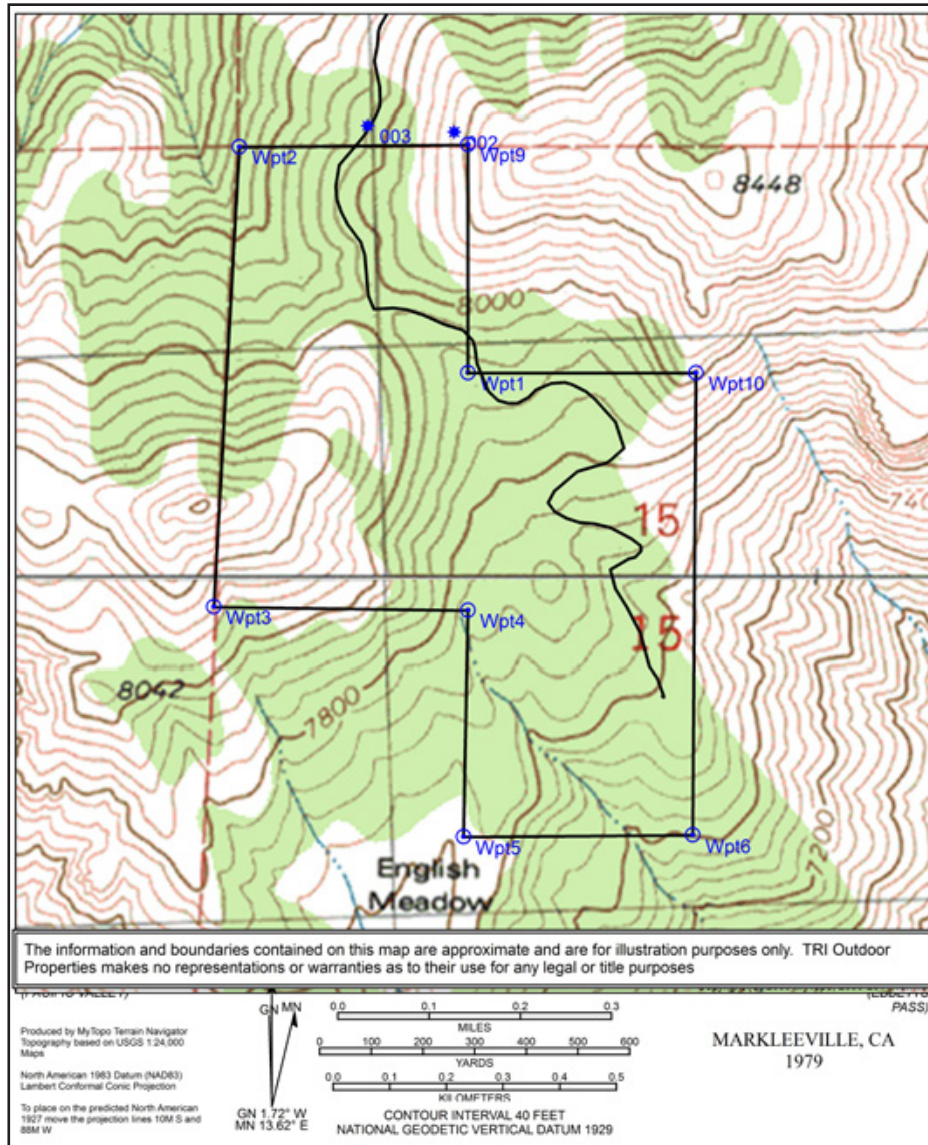 003
002
Wpt2
Wpt9
8448
8000
Wpt1
Wpt10
740
15
Wpt3
Wpt4
15
8042
7800
Wpt5
Wpt6
7200
English
Meadow
The information and boundaries contained on this map are approximate and are for illustration purposes only. TRI Outdoor
Properties makes no representations or warranties as to their use for any legal or title purposes
(PACIFIC VALLEY)
(EBBETTS
PASS)
GN MN
0.0 0.1 0.2 0.3
MILES
0 100 200 300 400 500 600
YARDS
0.0 0.1 0.2 0.3 0.4 0.5
KILOMETERS
Produced by MyTopo Terrain Navigator
Topography based on USGS 1:24,000
Maps
North American 1983 Datum (NAD83)
Lambert Conformal Conic Projection
To place on the predicted North American
1927 move the projection lines 10M S and
88M W
GN 1.72° W
MN 13.62° E
CONTOUR INTERVAL 40 FEET
NATIONAL GEODETIC VERTICAL DATUM 1929
MARKLEEVILLE, CA
1979